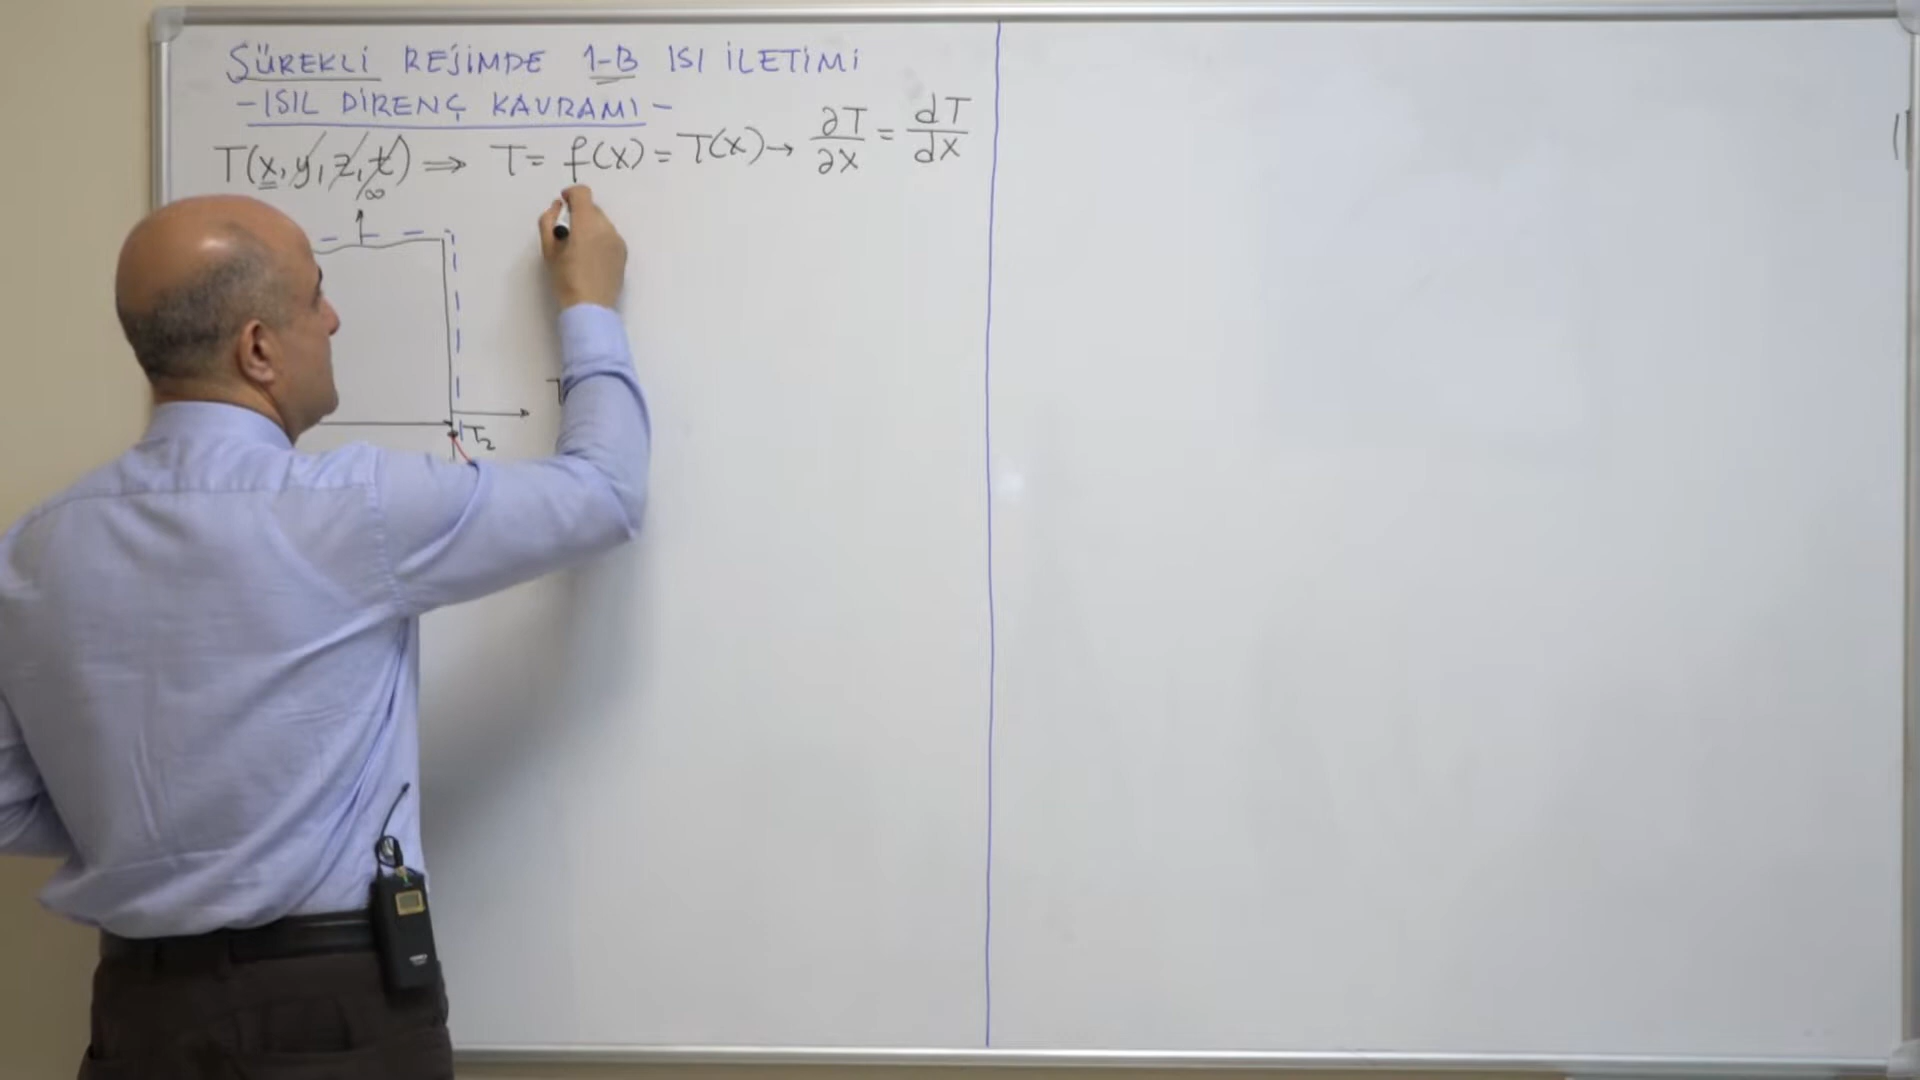 SÜREKLİ REJİMDE 1-B ISI İLETİMİ
-ISIL DİRENÇ KAVRAMI-
T(x, y, z, t) ⇒ T = f(x) = T(x) → ∂T/∂x = dT/dx
∞
T₂